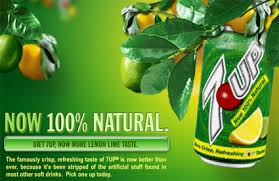 7UP
Now 100% Natural
Crisp, Refreshing
NOW 100% NATURAL.
DIET 7UP, NOW MORE LEMON LIME TASTE.
The famously crisp, refreshing taste of 7UP® is now better than
ever, because it's been stripped of the artificial stuff found in
most other soft drinks. Pick one up today.